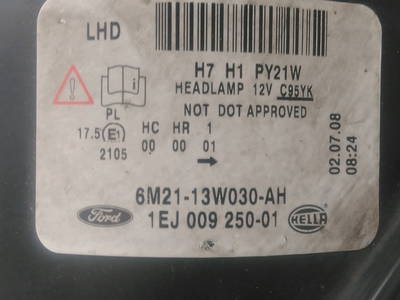 LHD
H7 H1 PY21W
HEADLAMP 12V C95YK
NOT DOT APPROVED
PL
17.5 E1 HC HR 1
2105 00 00 01
02.07.08
08:24
6M21-13W030-AH
Ford 1EJ 009 250-01 HELLA